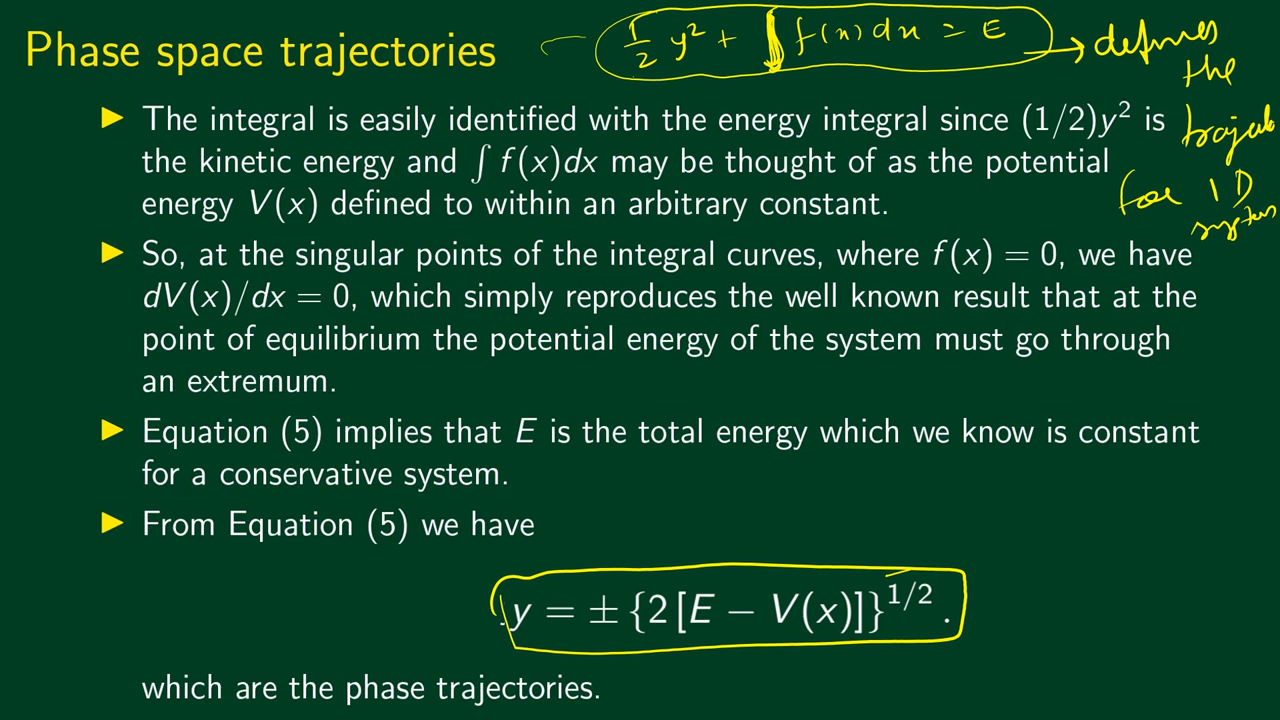 Phase space trajectories
1/2 y² + ∫ f(x) dx = E → defines
the
for 1D
system
▶ The integral is easily identified with the energy integral since (1/2)y² is
the kinetic energy and ∫ f(x)dx may be thought of as the potential
energy V(x) defined to within an arbitrary constant.
▶ So, at the singular points of the integral curves, where f(x) = 0, we have
dV(x)/dx = 0, which simply reproduces the well known result that at the
point of equilibrium the potential energy of the system must go through
an extremum.
▶ Equation (5) implies that E is the total energy which we know is constant
for a conservative system.
▶ From Equation (5) we have
y = ± {2 [E − V(x)]}^1/2 .
which are the phase trajectories.